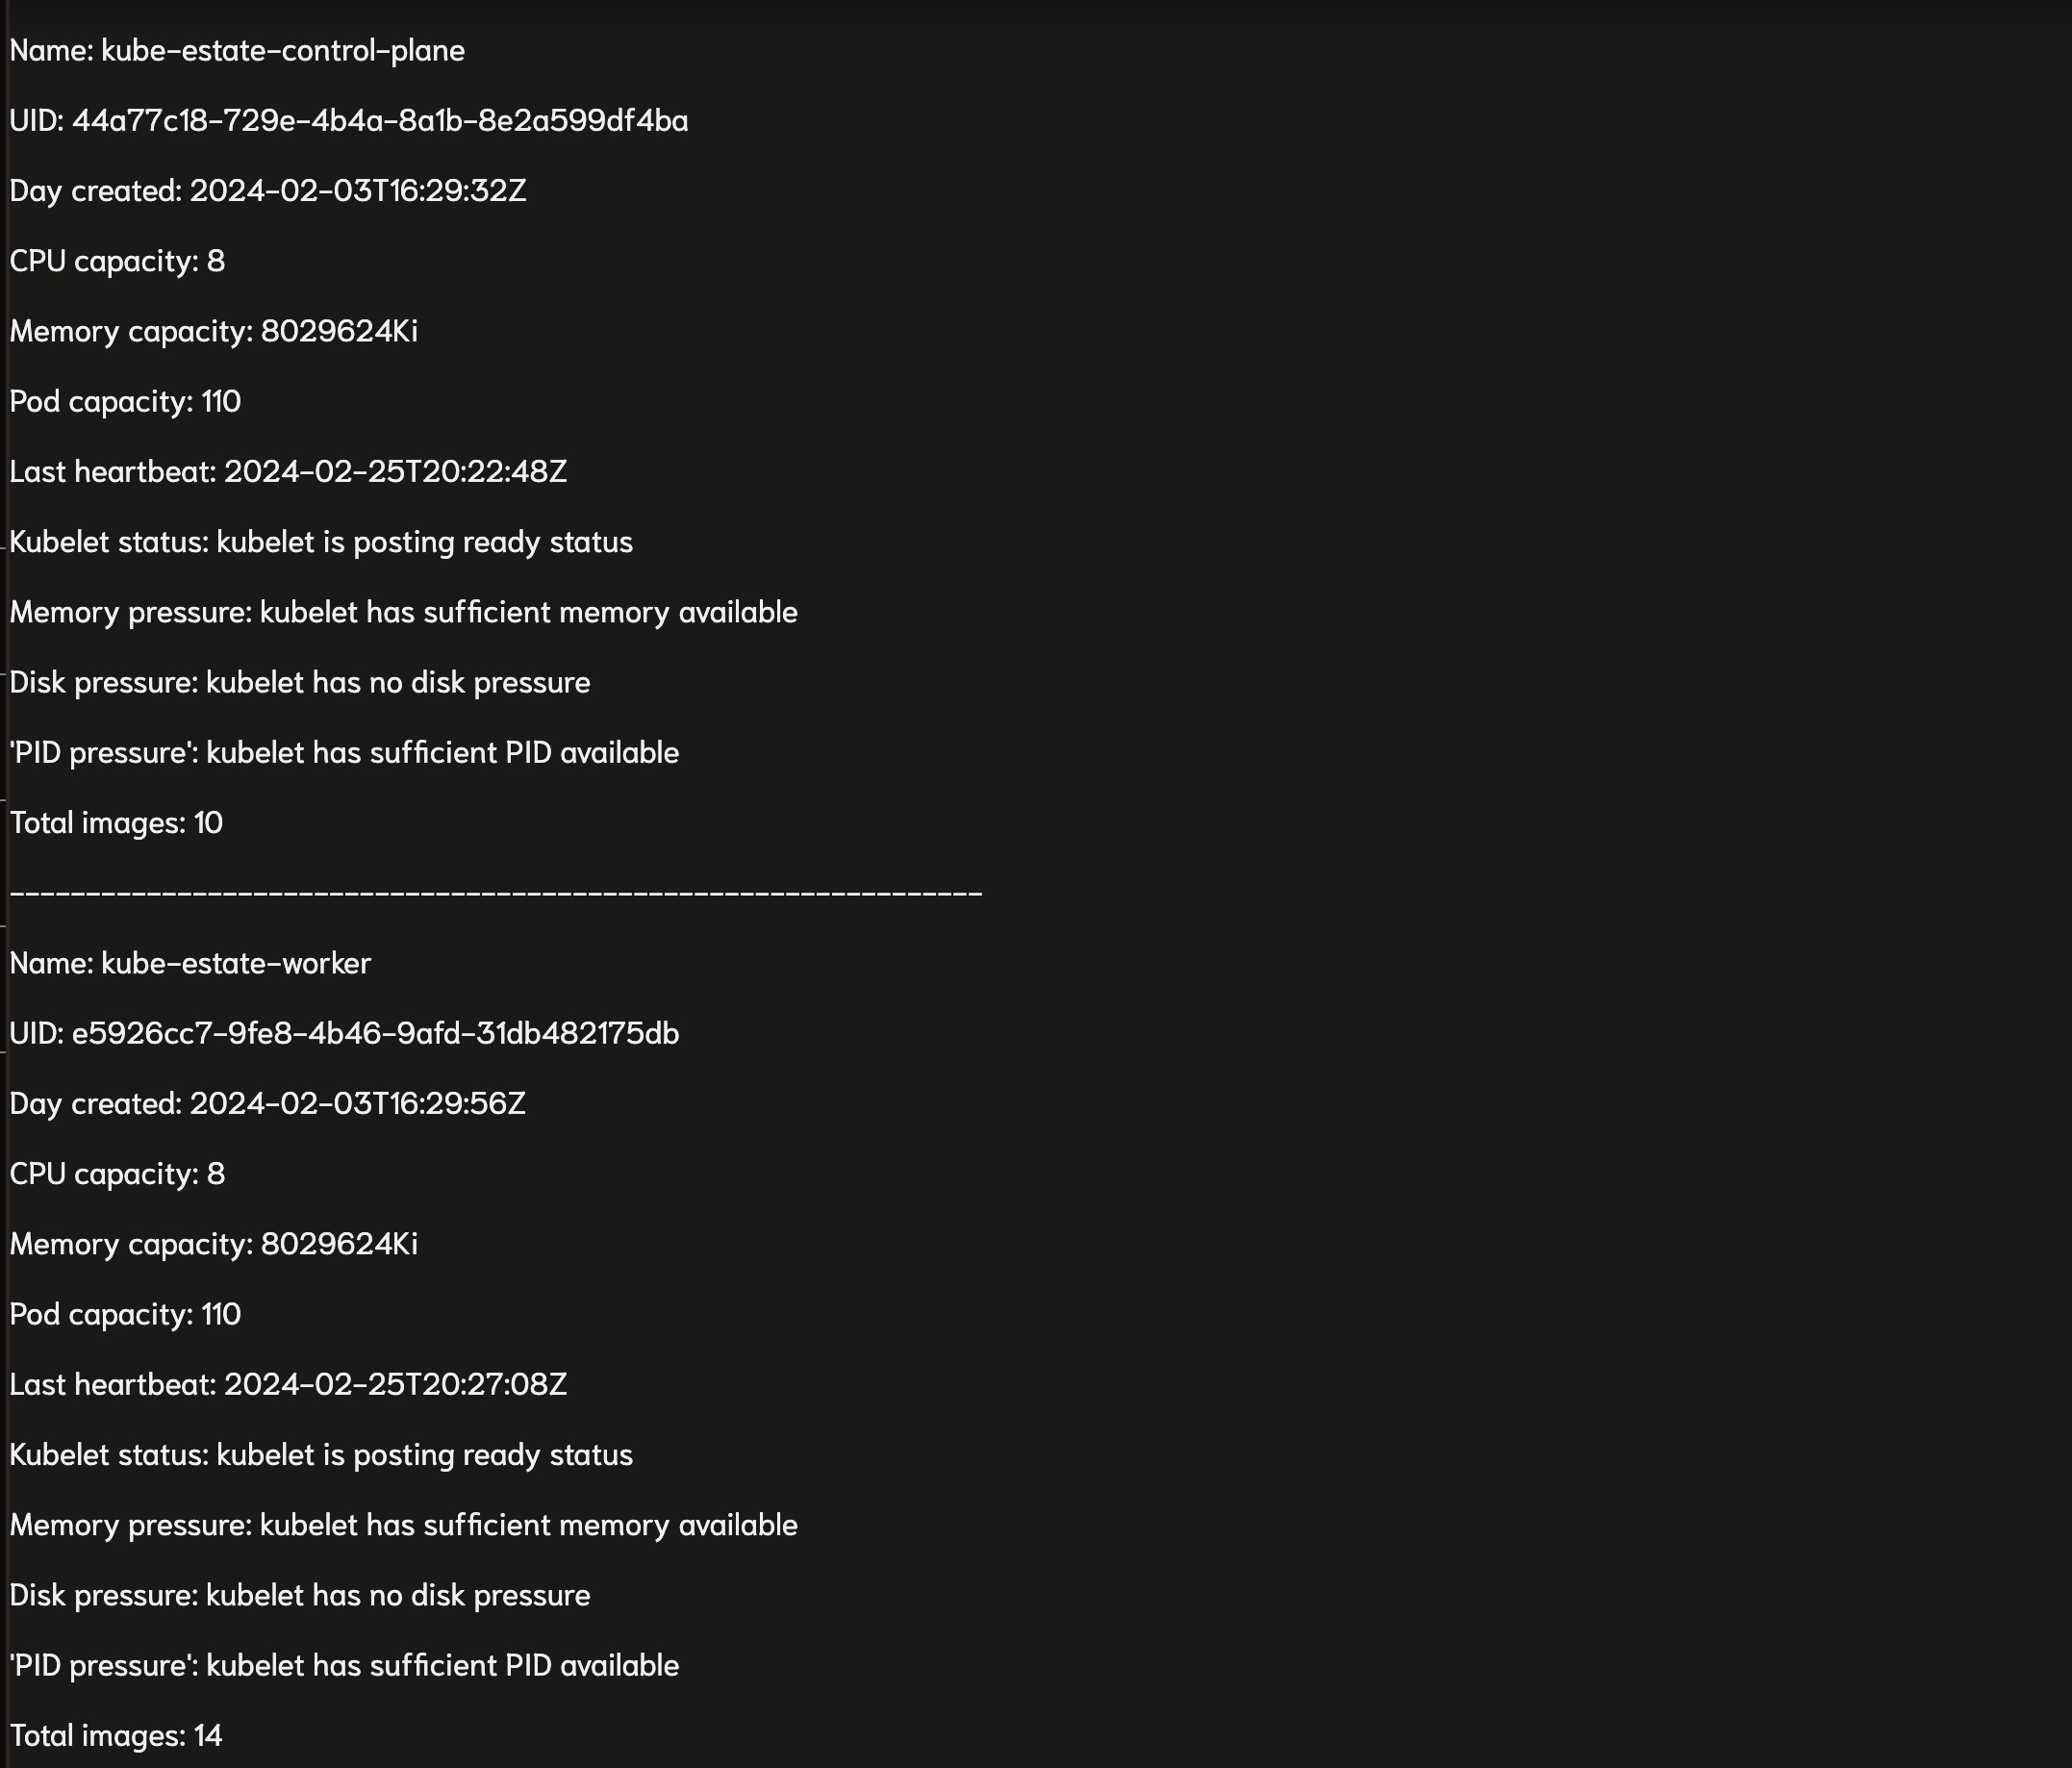 Name: kube-estate-control-plane
UID: 44a77c18-729e-4b4a-8a1b-8e2a599df4ba
Day created: 2024-02-03T16:29:32Z
CPU capacity: 8
Memory capacity: 8029624Ki
Pod capacity: 110
Last heartbeat: 2024-02-25T20:22:48Z
Kubelet status: kubelet is posting ready status
Memory pressure: kubelet has sufficient memory available
Disk pressure: kubelet has no disk pressure
'PID pressure': kubelet has sufficient PID available
Total images: 10
----------------------------------------------------------------
Name: kube-estate-worker
UID: e5926cc7-9fe8-4b46-9afd-31db482175db
Day created: 2024-02-03T16:29:56Z
CPU capacity: 8
Memory capacity: 8029624Ki
Pod capacity: 110
Last heartbeat: 2024-02-25T20:27:08Z
Kubelet status: kubelet is posting ready status
Memory pressure: kubelet has sufficient memory available
Disk pressure: kubelet has no disk pressure
'PID pressure': kubelet has sufficient PID available
Total images: 14